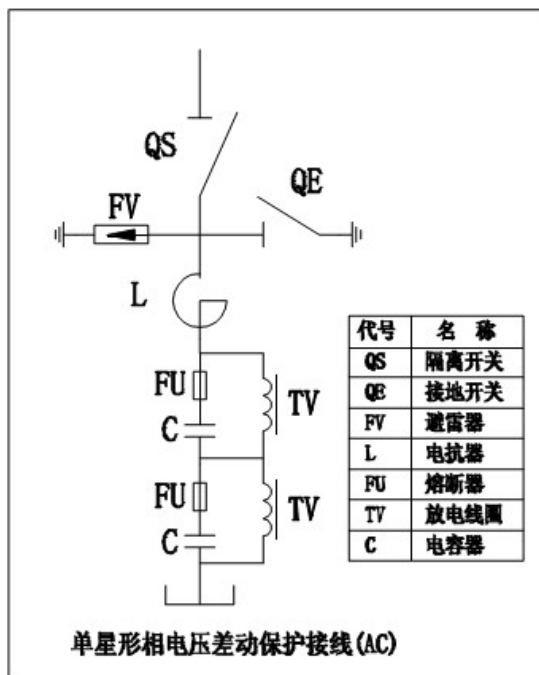 QS
QE
FV
L
FU
TV
C
FU
TV
C
代号 名 称
QS 隔离开关
QE 接地开关
FV 避雷器
L 电抗器
FU 熔断器
TV 放电线圈
C 电容器
单星形相电压差动保护接线(AC)